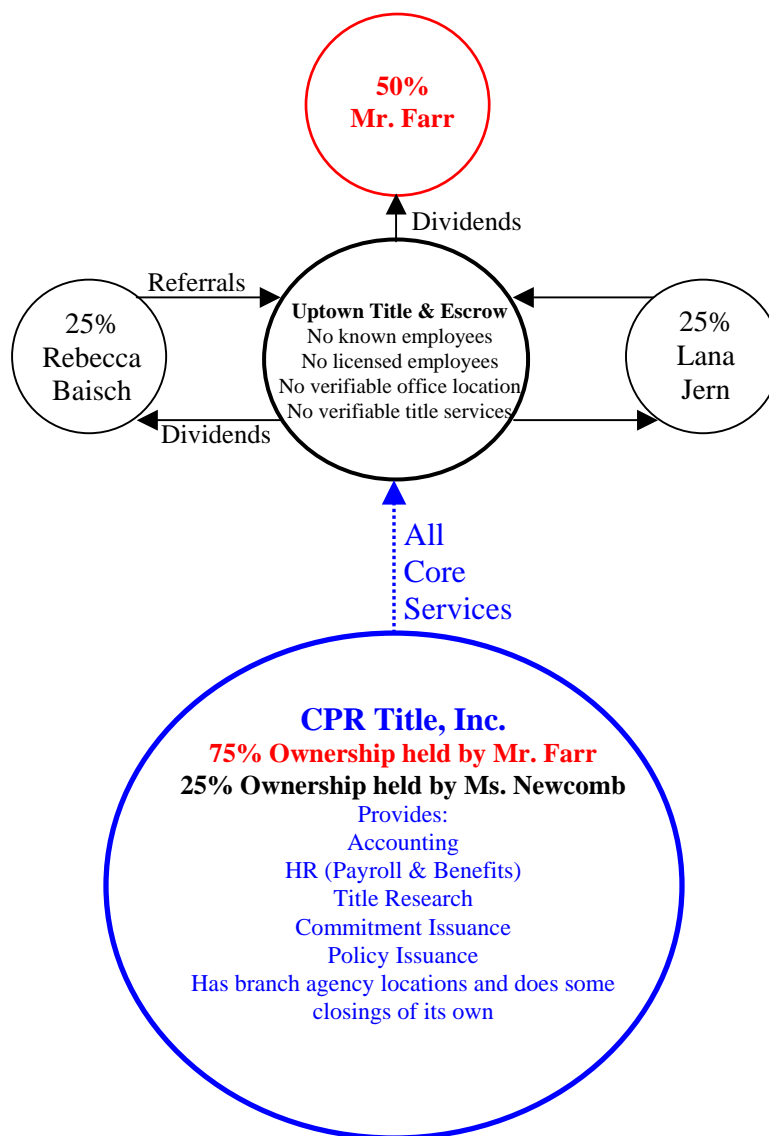 50%
Mr. Farr
Dividends
Referrals
25%
Rebecca
Baisch
Uptown Title & Escrow
No known employees
No licensed employees
No verifiable office location
No verifiable title services
25%
Lana
Jern
Dividends
All
Core
Services
CPR Title, Inc.
75% Ownership held by Mr. Farr
25% Ownership held by Ms. Newcomb
Provides:
Accounting
HR (Payroll & Benefits)
Title Research
Commitment Issuance
Policy Issuance
Has branch agency locations and does some
closings of its own